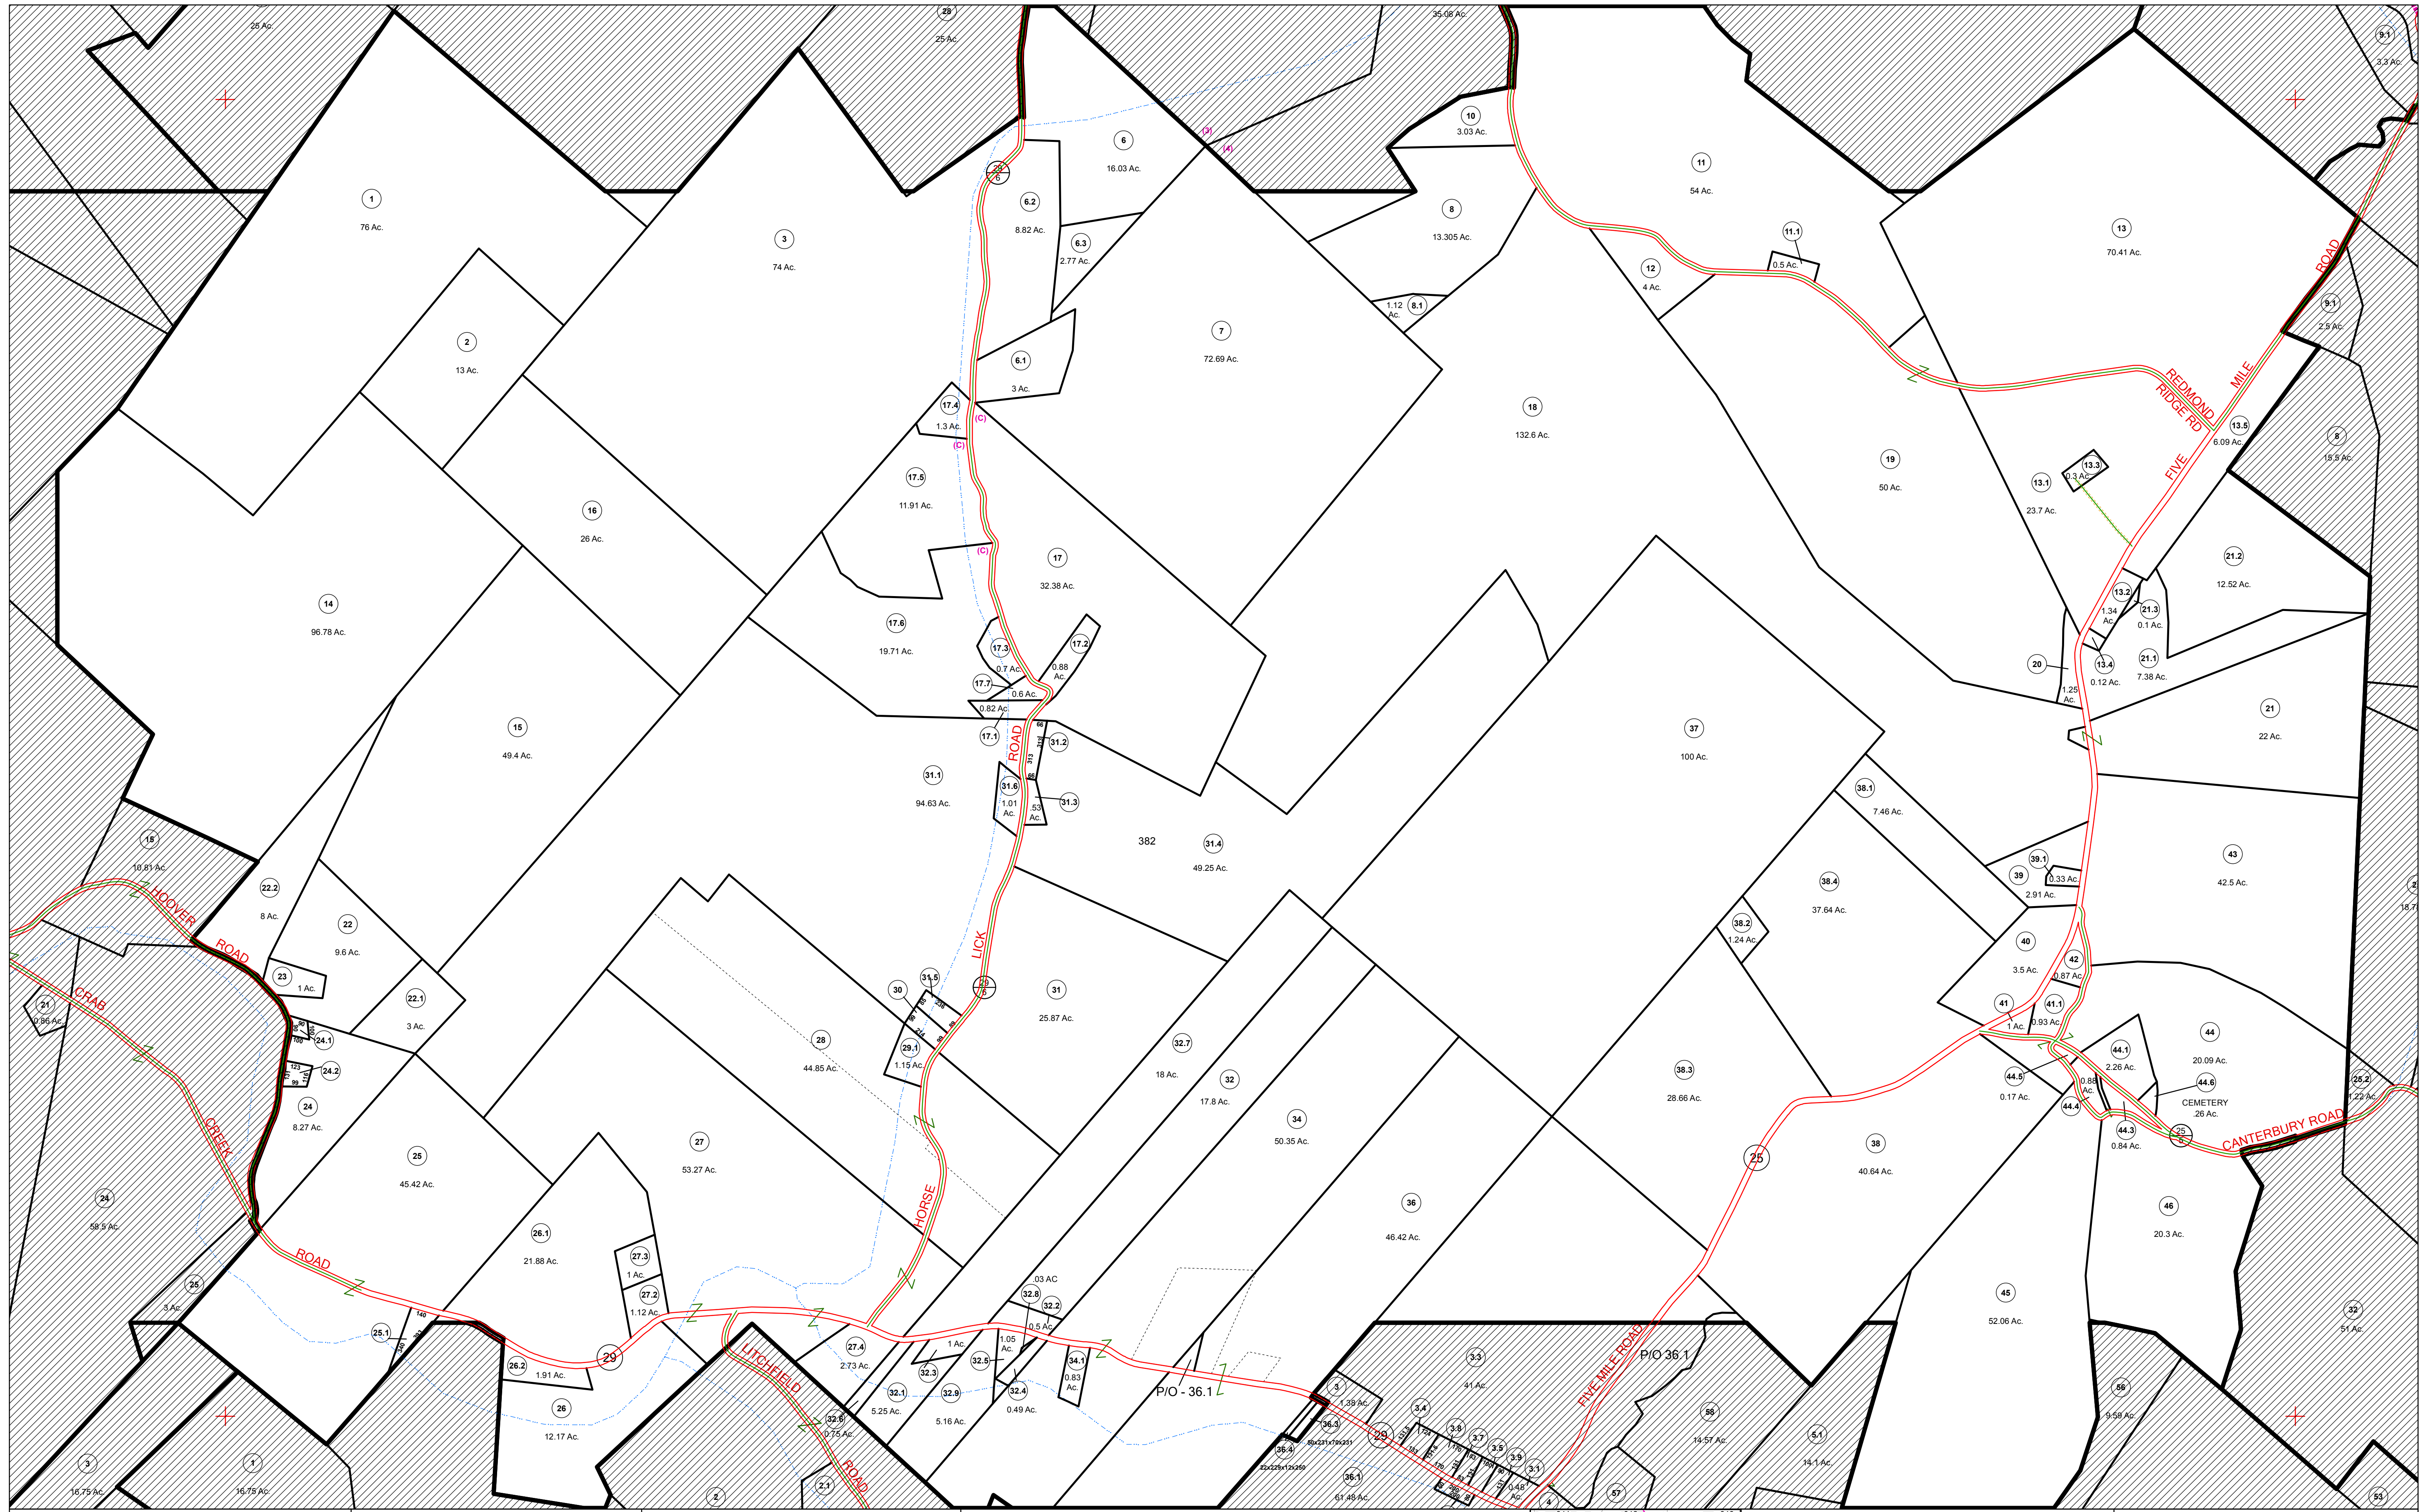 25 Ac.
28
25 Ac.
35.08 Ac.
9.1
3.3 Ac.
1
76 Ac.
2
13 Ac.
3
74 Ac.
29
6
6
16.03 Ac.
(3)
(4)
6.2
8.82 Ac.
6.3
2.77 Ac.
6.1
3 Ac.
7
72.69 Ac.
10
3.03 Ac.
8
13.305 Ac.
8.1
1.12
Ac.
11
54 Ac.
11.1
0.5 Ac.
12
4 Ac.
13
70.41 Ac.
ROAD
9.1
2.5 Ac.
MILE
REDMOND
RIDGE RD
FIVE
13.5
6.09 Ac.
8
15.5 Ac.
13.3
0.3 Ac.
13.1
23.7 Ac.
18
132.6 Ac.
19
50 Ac.
17.4
1.3 Ac.
(C)
(C)
17.5
11.91 Ac.
(C)
17
32.38 Ac.
16
26 Ac.
14
96.78 Ac.
17.6
19.71 Ac.
17.3
0.7 Ac.
17.2
0.88
Ac.
17.7
0.6 Ac.
0.82 Ac.
17.1
21.2
12.52 Ac.
13.2
1.34
Ac.
21.3
0.1 Ac.
20
1.25
Ac.
13.4
0.12 Ac.
21.1
7.38 Ac.
21
22 Ac.
15
49.4 Ac.
ROAD
66
313
313
66
31.2
31.1
94.63 Ac.
31.6
1.01
Ac.
.53
Ac.
31.3
382
31.4
49.25 Ac.
37
100 Ac.
38.1
7.46 Ac.
39.1
0.33 Ac.
39
2.91 Ac.
43
42.5 Ac.
15
10.81 Ac.
HOOVER
ROAD
22.2
8 Ac.
22
9.6 Ac.
23
1 Ac.
22.1
3 Ac.
38.4
37.64 Ac.
38.2
1.24 Ac.
40
3.5 Ac.
42
0.87 Ac.
41
1 Ac.
41.1
0.93 Ac.
LICK
29
6
31
25.87 Ac.
30
31.5
29.1
1.15 Ac.
28
44.85 Ac.
21
0.86 Ac.
CRAB
CREEK
24.1
100
100
123
131
116
99
24.2
24
8.27 Ac.
25
45.42 Ac.
27
53.27 Ac.
32.7
18 Ac.
32
17.8 Ac.
34
50.35 Ac.
38.3
28.66 Ac.
25
38
40.64 Ac.
44
20.09 Ac.
44.1
2.26 Ac.
44.5
0.17 Ac.
0.88
Ac.
44.4
44.6
CEMETERY
.26 Ac.
44.3
0.84 Ac.
25
CANTERBURY ROAD
25.2
1.22 Ac.
24
58.5 Ac.
26.1
21.88 Ac.
27.3
1 Ac.
27.2
1.12 Ac.
HORSE
36
46.42 Ac.
46
20.3 Ac.
45
52.06 Ac.
32
51 Ac.
25
3 Ac.
ROAD
25.1
140
340
29
26.2
1.91 Ac.
26
12.17 Ac.
LITCHFIELD
ROAD
27.4
2.73 Ac.
.03 AC
32.8
32.2
0.5 Ac.
1 Ac.
32.3
1.05
Ac.
32.5
32.4
0.49 Ac.
32.1
5.25 Ac.
32.9
5.16 Ac.
32.6
0.75 Ac.
34.1
0.83
Ac.
P/O - 36.1
3
1.38 Ac.
29
36.3
50x231x70x231
36.4
22x229x12x250
36.1
61.48 Ac.
3.3
41 Ac.
FIVE MILE ROAD
P/O 36.1
3.4
3.8
3.7
3.5
3.9
3.1
0.48
Ac.
4
57
58
14.57 Ac.
5.1
14.1 Ac.
56
9.59 Ac.
53
3
16.75 Ac.
1
16.75 Ac.
2
2.1